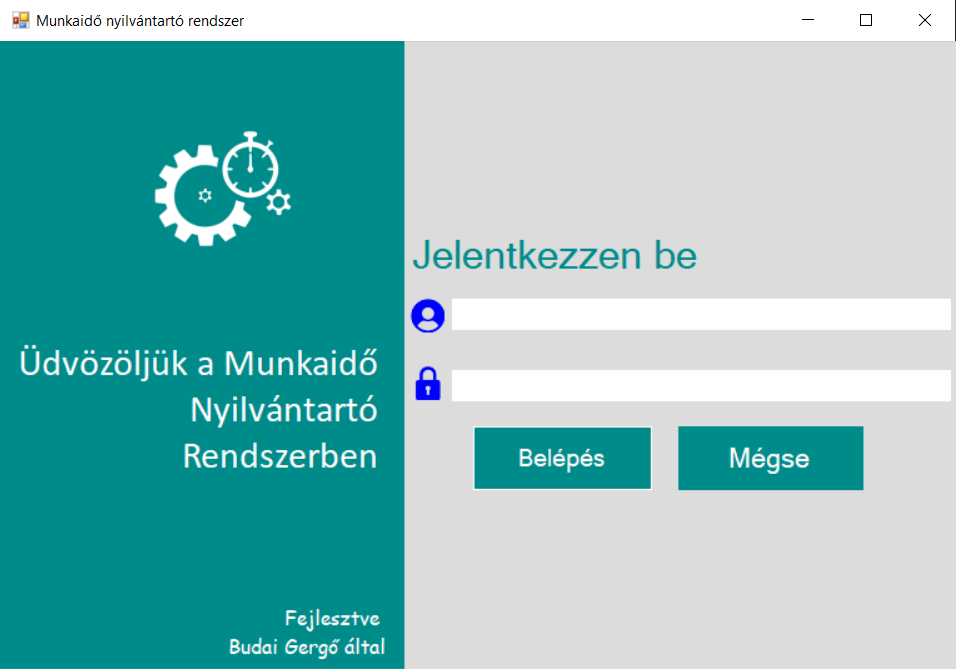 Munkaidő nyilvántartó rendszer
Üdvözöljük a Munkaidő
Nyilvántartó
Rendszerben
Fejlesztve
Budai Gergő által
Jelentkezzen be
Belépés
Mégse